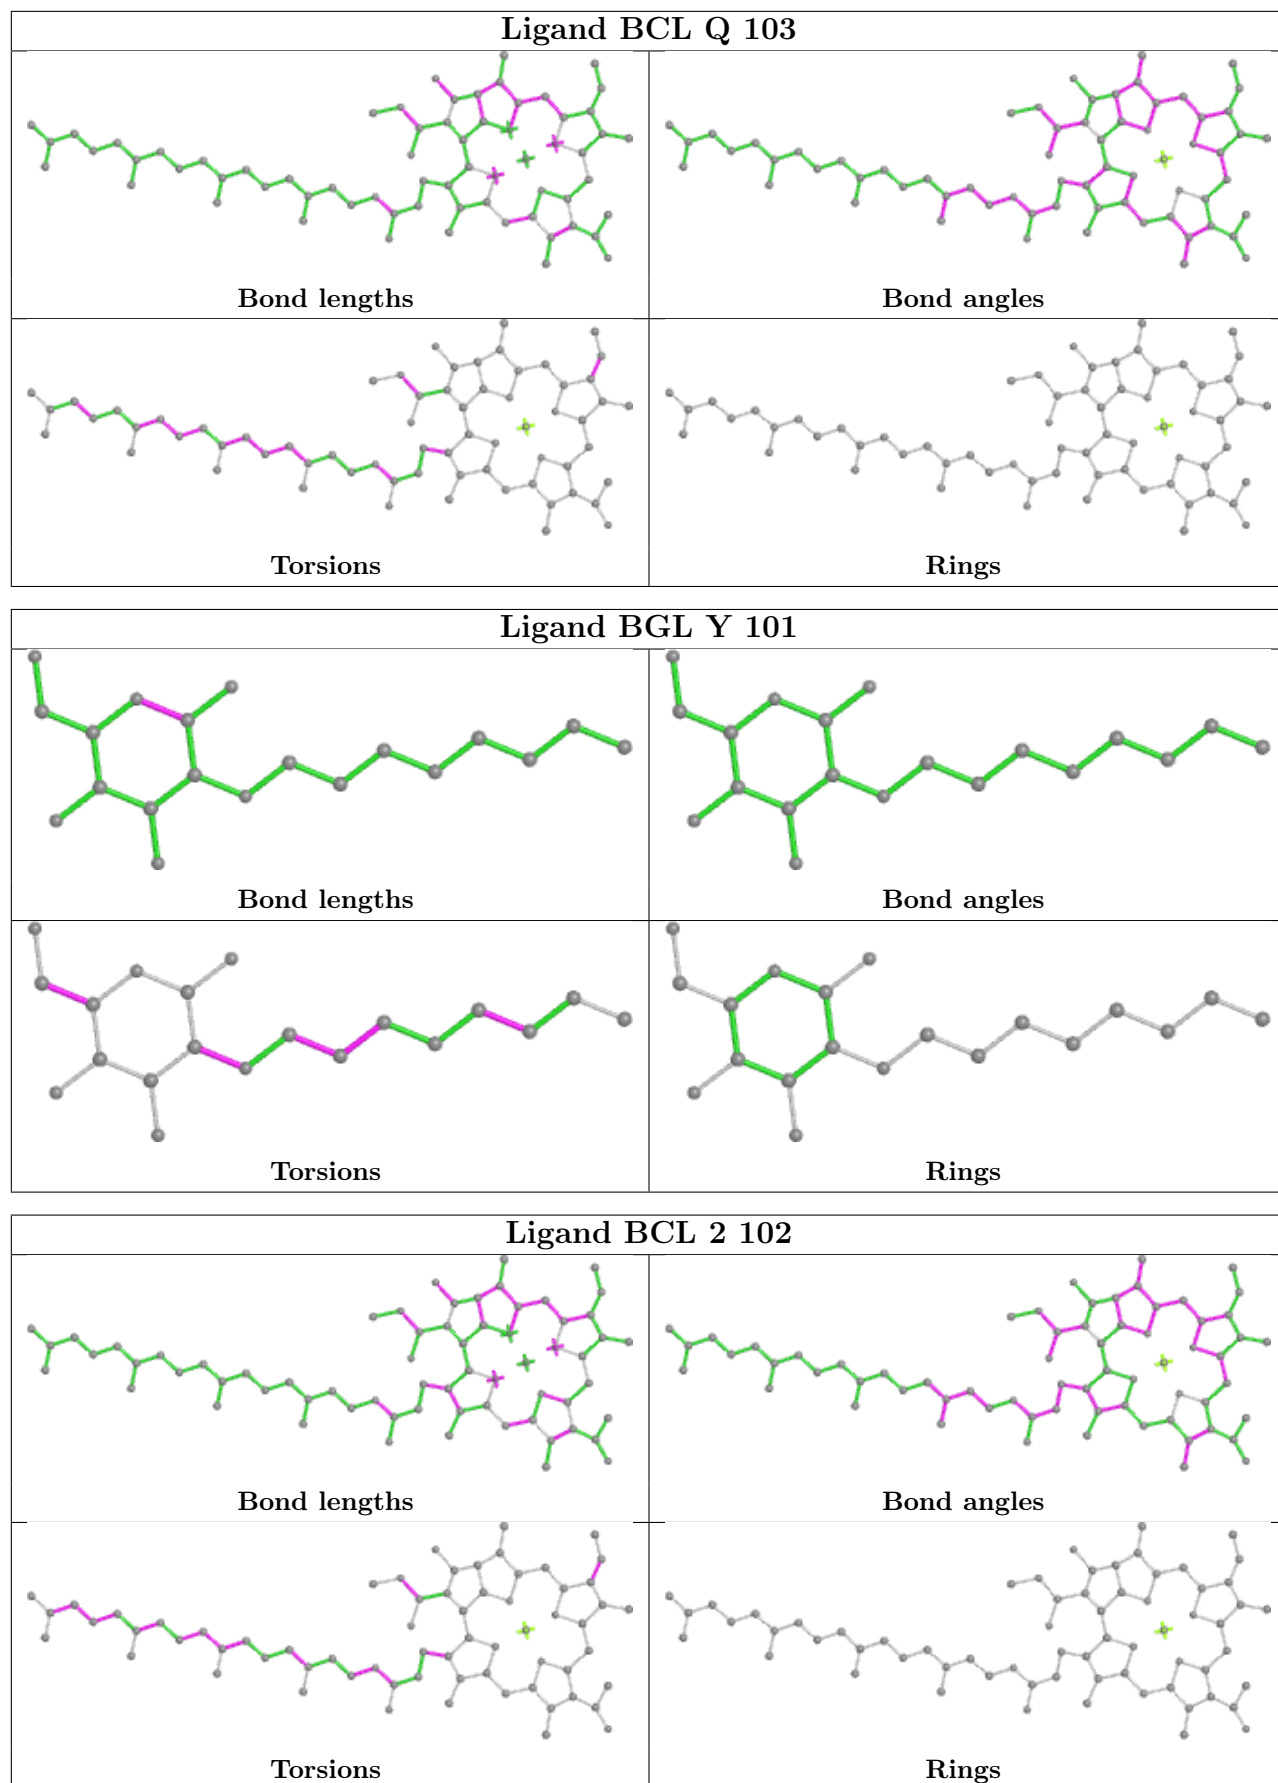 Ligand BCL Q 103
Bond lengths
Bond angles
Torsions
Rings
Ligand BGL Y 101
Bond lengths
Bond angles
Torsions
Rings
Ligand BCL 2 102
Bond lengths
Bond angles
Torsions
Rings